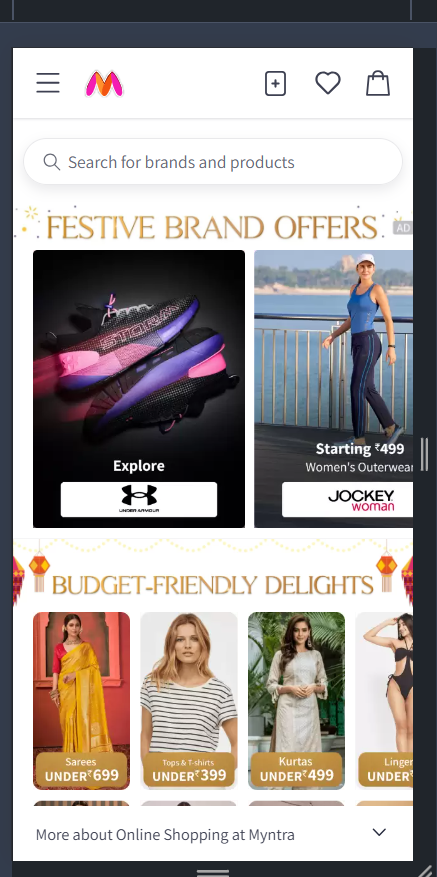 Search for brands and products
FESTIVE BRAND OFFERS
AD
STORM
Explore
UNDER ARMOUR
Starting ₹499
Women's Outerwear
JOCKEY
woman
BUDGET-FRIENDLY DELIGHTS
Sarees
UNDER ₹699
Tops & T-shirts
UNDER ₹399
Kurtas
UNDER ₹499
Linger
UNDER ₹
More about Online Shopping at Myntra